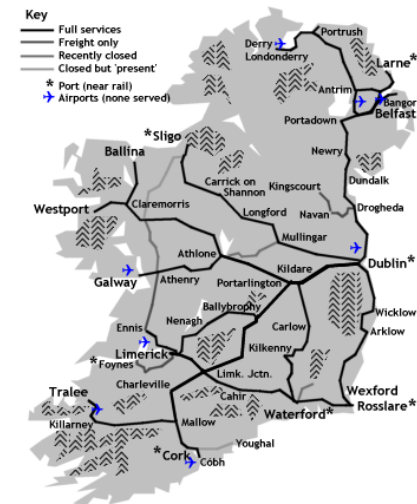 Key
Full services
Freight only
Recently closed
Closed but 'present'
* Port (near rail)
Airports (none served)
Portrush
Derry
Londonderry
Larne*
Antrim
Bangor
Belfast
Portadown
*Sligo
Newry
Ballina
Carrick on
Shannon
Kingscourt
Dundalk
Westport
Claremorris
Longford
Navan
Drogheda
Mullingar
Athlone
Dublin*
Galway
Athenry
Kildare
Portarlington
Ballybrophy
Wicklow
Ennis
Nenagh
Carlow
Arklow
Limerick
*Foynes
Kilkenny
Charleville
Limk. Jctn.
Tralee
Cahir
Wexford
Rosslare*
Killarney
Mallow
Waterford*
Youghal
*Cork
Cóbh